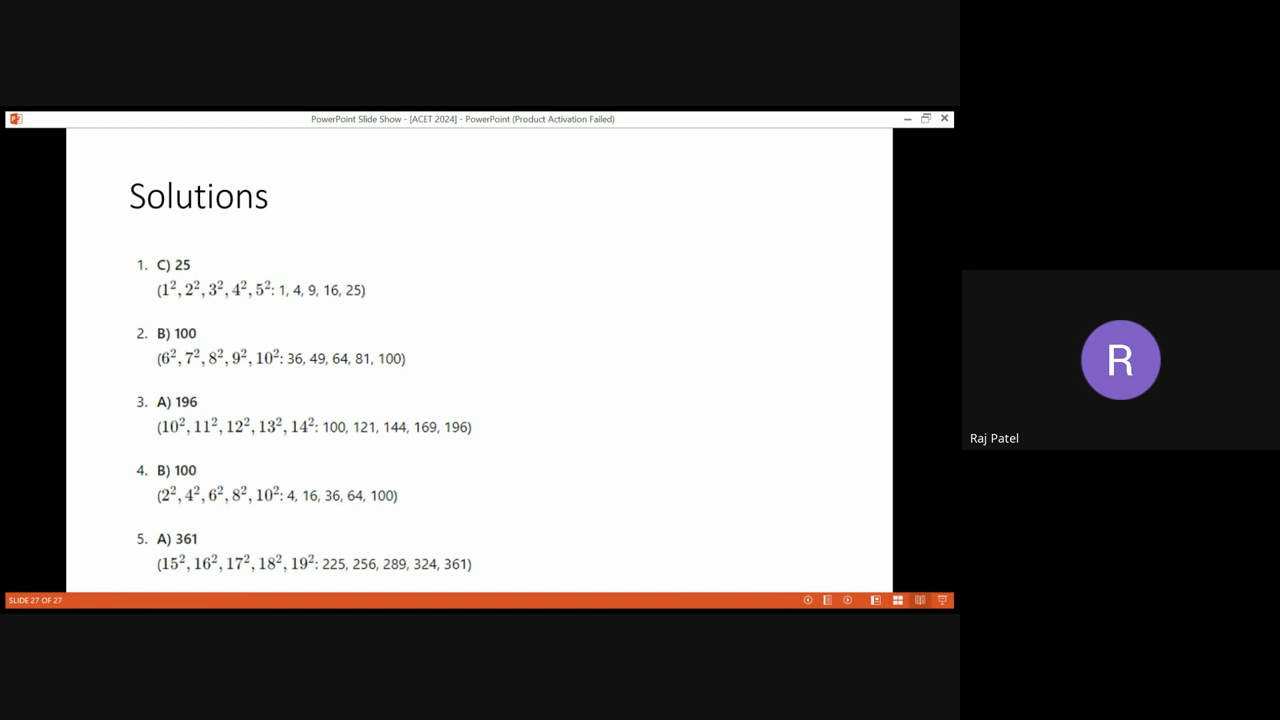 PowerPoint Slide Show - [ACET 2024] - PowerPoint (Product Activation Failed)
Solutions
1. C) 25
(1², 2², 3², 4², 5²: 1, 4, 9, 16, 25)
2. B) 100
(6², 7², 8², 9², 10²: 36, 49, 64, 81, 100)
3. A) 196
(10², 11², 12², 13², 14²: 100, 121, 144, 169, 196)
4. B) 100
(2², 4², 6², 8², 10²: 4, 16, 36, 64, 100)
5. A) 361
(15², 16², 17², 18², 19²: 225, 256, 289, 324, 361)
SLIDE 27 OF 27
R
Raj Patel